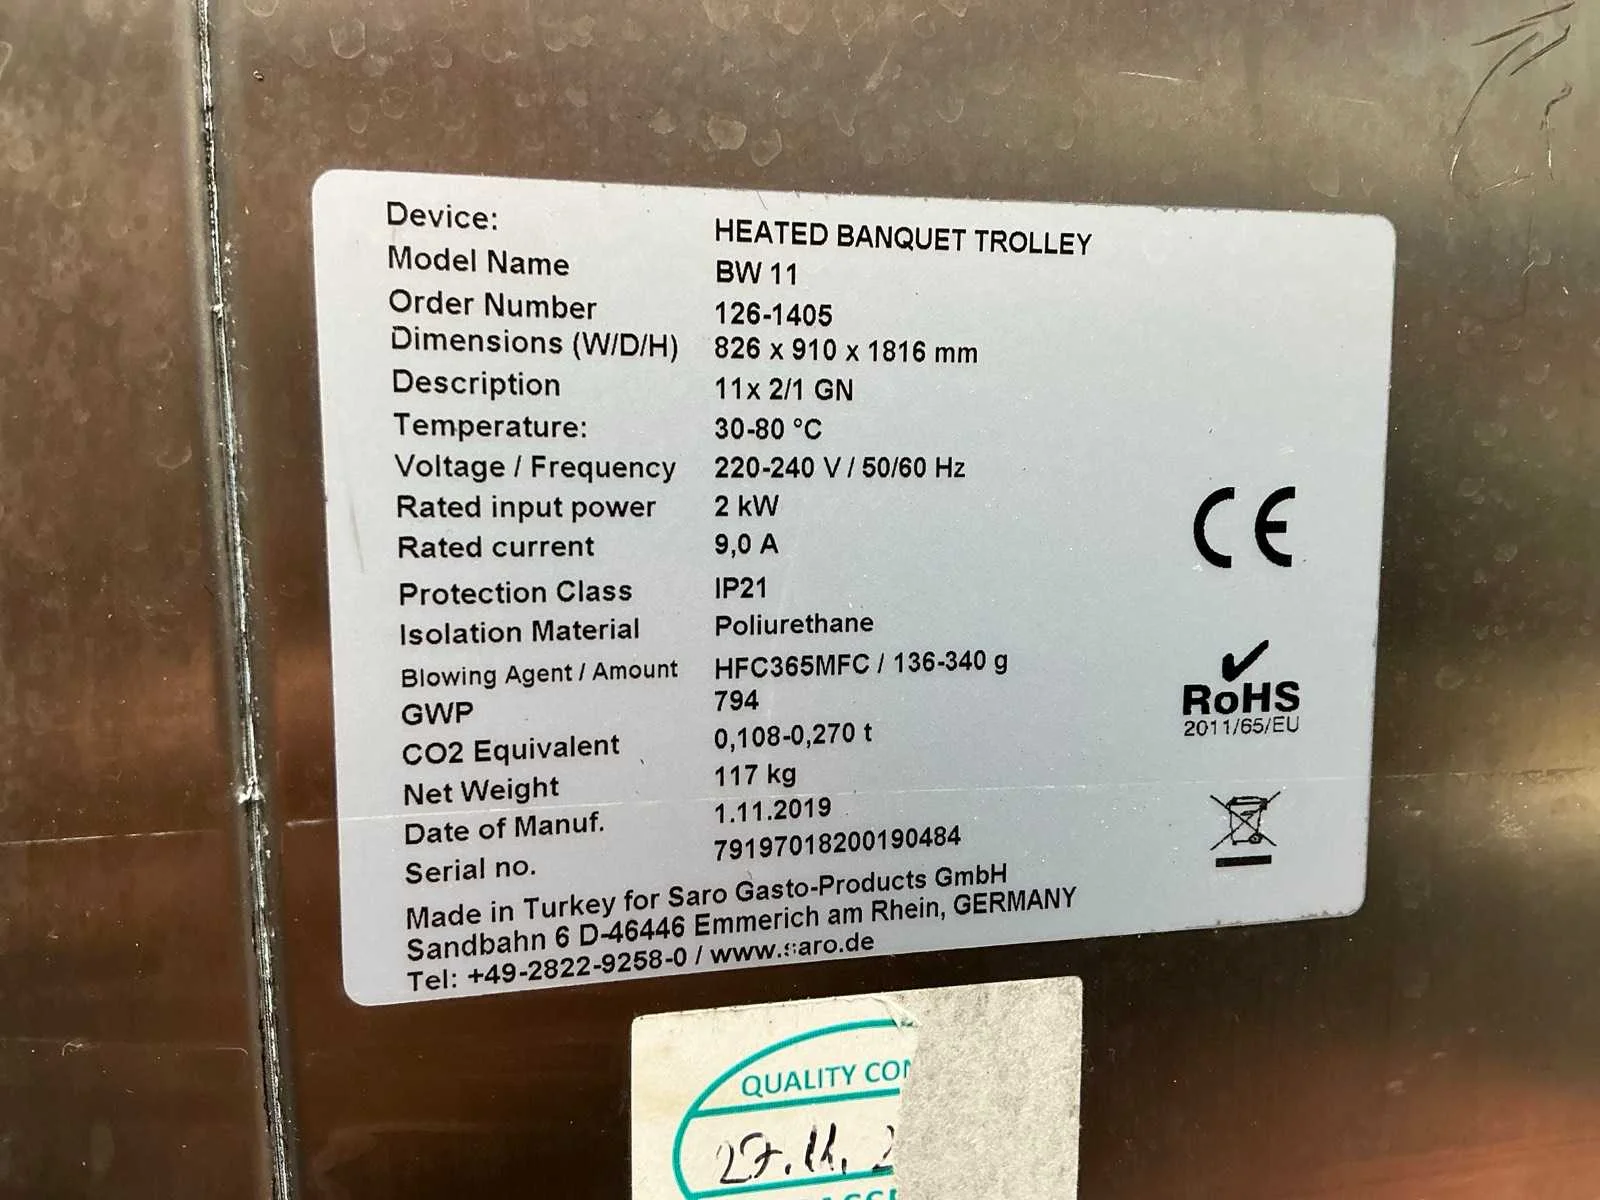 Device: HEATED BANQUET TROLLEY
Model Name BW 11
Order Number 126-1405
Dimensions (W/D/H) 826 x 910 x 1816 mm
Description 11x 2/1 GN
Temperature: 30-80 °C
Voltage / Frequency 220-240 V / 50/60 Hz
Rated input power 2 kW
Rated current 9,0 A
Protection Class IP21
Isolation Material Poliurethane
Blowing Agent / Amount HFC365MFC / 136-340 g
GWP 794
CO2 Equivalent 0,108-0,270 t
Net Weight 117 kg
Date of Manuf. 1.11.2019
Serial no. 79197018200190484
Made in Turkey for Saro Gasto-Products GmbH
Sandbahn 6 D-46446 Emmerich am Rhein, GERMANY
Tel: +49-2822-9258-0 / www.saro.de
CE
RoHS
2011/65/EU
QUALITY CO
27.11. 2